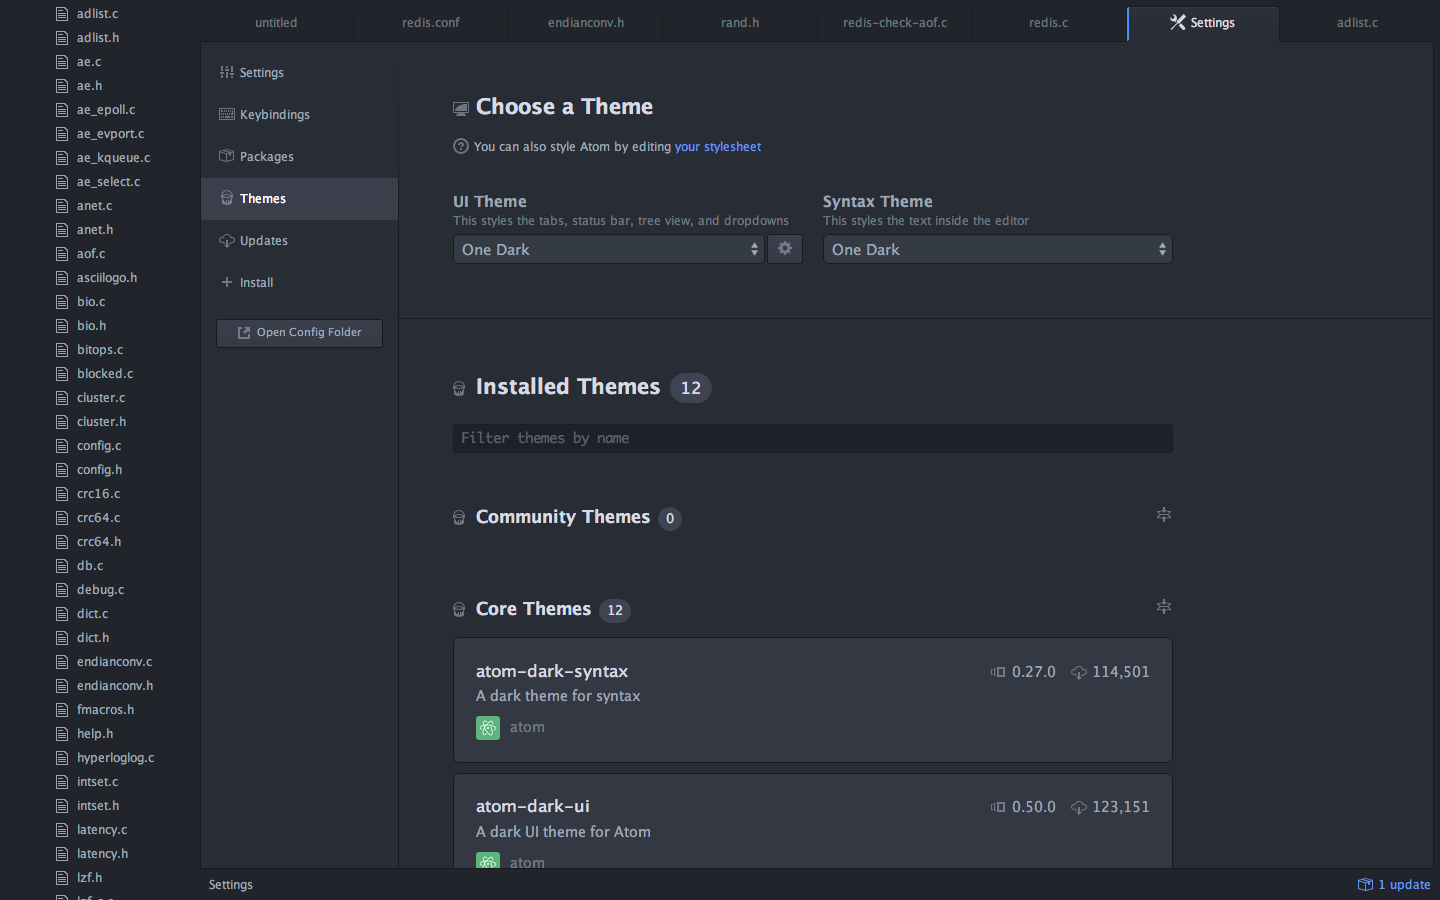 adlist.c
adlist.h
ae.c
ae.h
ae_epoll.c
ae_evport.c
ae_kqueue.c
ae_select.c
anet.c
anet.h
aof.c
asciilogo.h
bio.c
bio.h
bitops.c
blocked.c
cluster.c
cluster.h
config.c
config.h
crc16.c
crc64.c
crc64.h
db.c
debug.c
dict.c
dict.h
endianconv.c
endianconv.h
fmacros.h
help.h
hyperloglog.c
intset.c
intset.h
latency.c
latency.h
lzf.h
untitled
redis.conf
endianconv.h
rand.h
redis-check-aof.c
redis.c
Settings
adlist.c
Settings
Keybindings
Packages
Themes
Updates
Install
Open Config Folder
Choose a Theme
You can also style Atom by editing your stylesheet
UI Theme
This styles the tabs, status bar, tree view, and dropdowns
One Dark
Syntax Theme
This styles the text inside the editor
One Dark
Installed Themes 12
Filter themes by name
Community Themes 0
Core Themes 12
atom-dark-syntax 0.27.0 114,501
A dark theme for syntax
atom
atom-dark-ui 0.50.0 123,151
A dark UI theme for Atom
atom
Settings
1 update